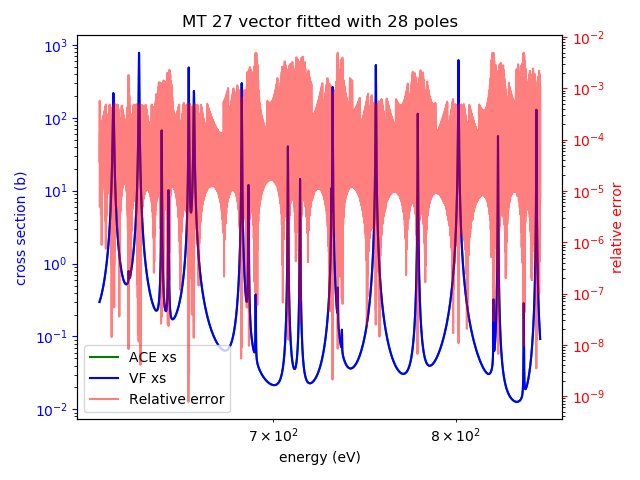 MT 27 vector fitted with 28 poles
cross section (b)
10³
10²
10¹
10⁰
10⁻¹
10⁻²
10⁻²
10⁻³
10⁻⁴
10⁻⁵
10⁻⁶
10⁻⁷
10⁻⁸
10⁻⁹
relative error
ACE xs
VF xs
Relative error
7 × 10² 8 × 10²
energy (eV)